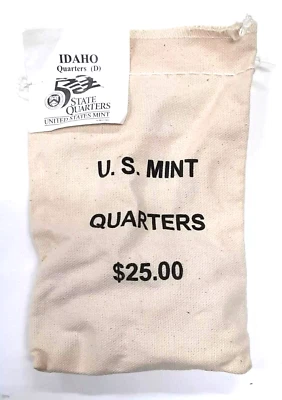 IDAHO
Quarters (D)
50
STATE
QUARTERS
UNITED STATES MINT
U.S. MINT
QUARTERS
$25.00